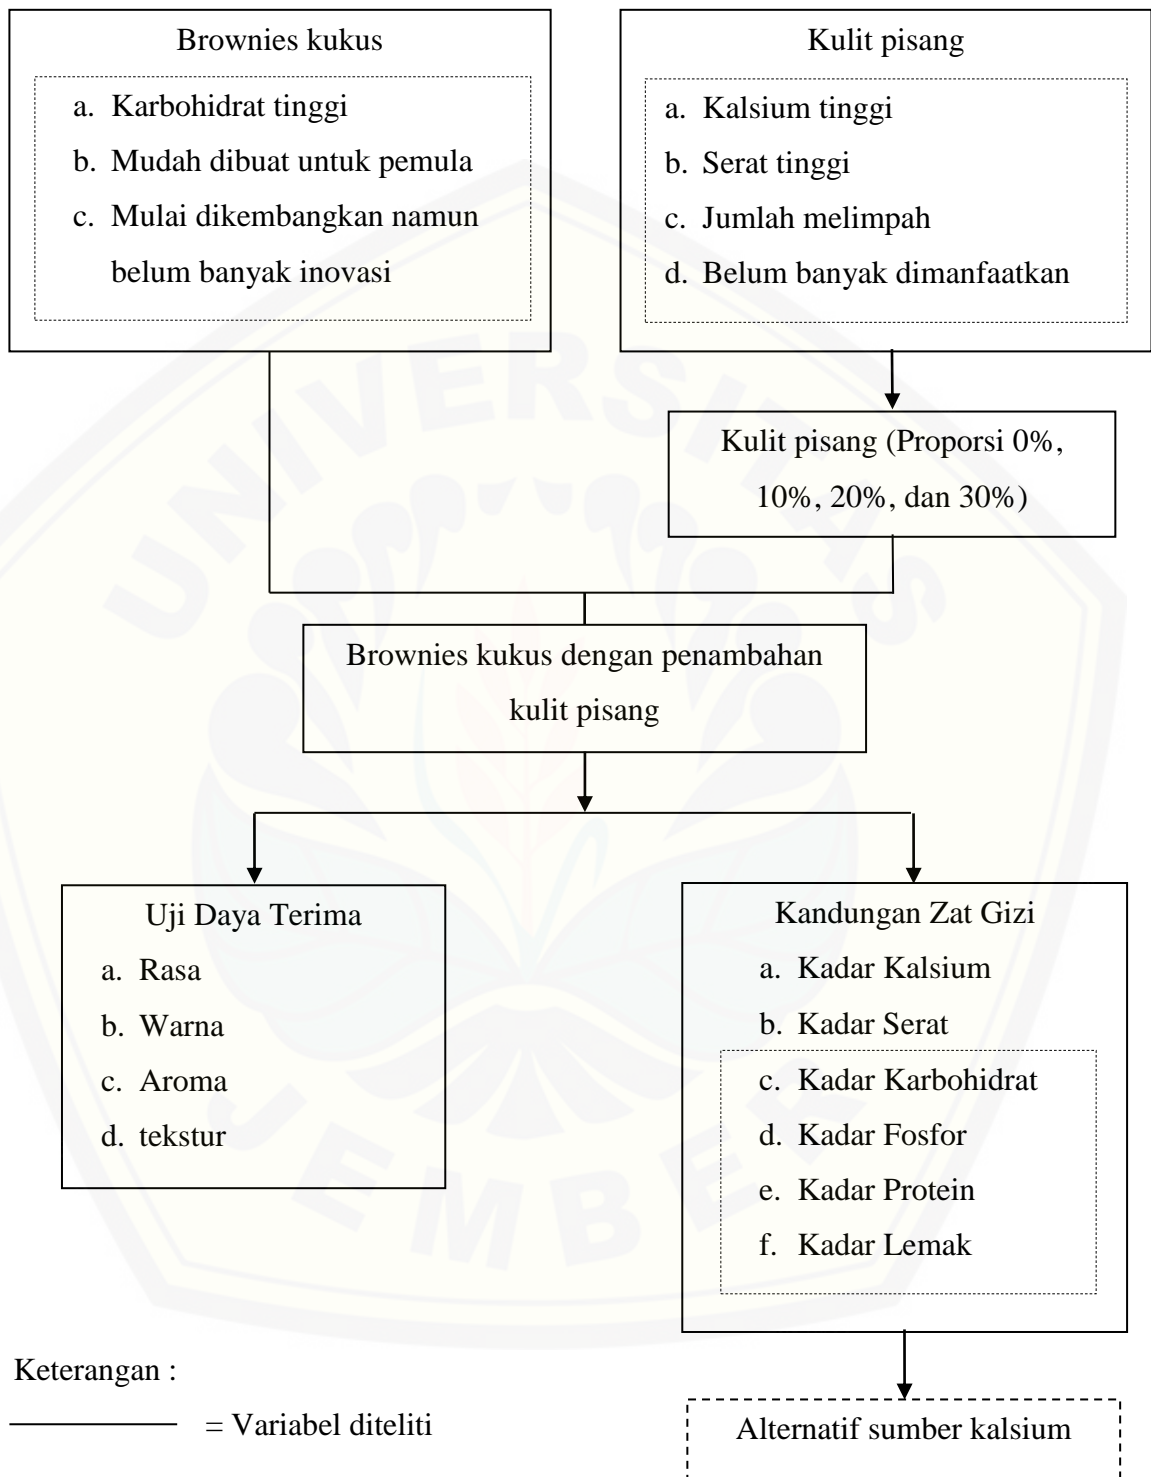 Brownies kukus
a. Karbohidrat tinggi
b. Mudah dibuat untuk pemula
c. Mulai dikembangkan namun
belum banyak inovasi
Kulit pisang
a. Kalsium tinggi
b. Serat tinggi
c. Jumlah melimpah
d. Belum banyak dimanfaatkan
Kulit pisang (Proporsi 0%,
10%, 20%, dan 30%)
Brownies kukus dengan penambahan
kulit pisang
Uji Daya Terima
a. Rasa
b. Warna
c. Aroma
d. tekstur
Kandungan Zat Gizi
a. Kadar Kalsium
b. Kadar Serat
c. Kadar Karbohidrat
d. Kadar Fosfor
e. Kadar Protein
f. Kadar Lemak
Keterangan :
= Variabel diteliti
Alternatif sumber kalsium
UNIVERSITAS
JEMBER